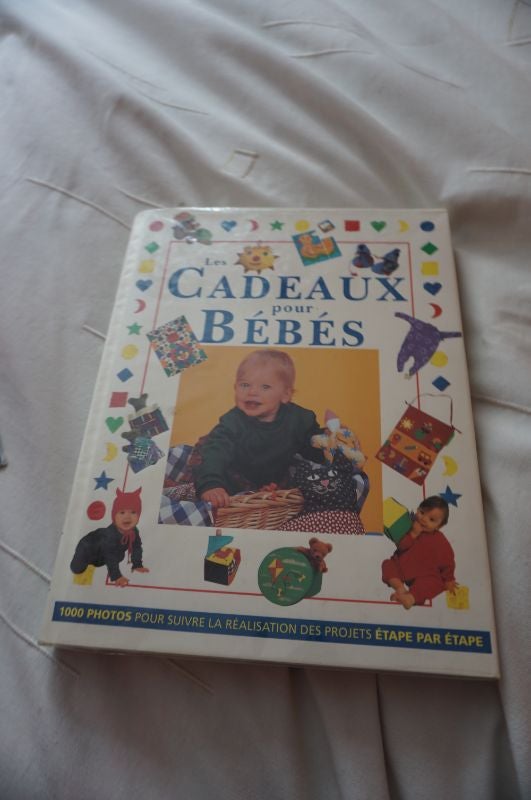 Les
CADEAUX
pour
BÉBÉS
1000 PHOTOS POUR SUIVRE LA RÉALISATION DES PROJETS ÉTAPE PAR ÉTAPE